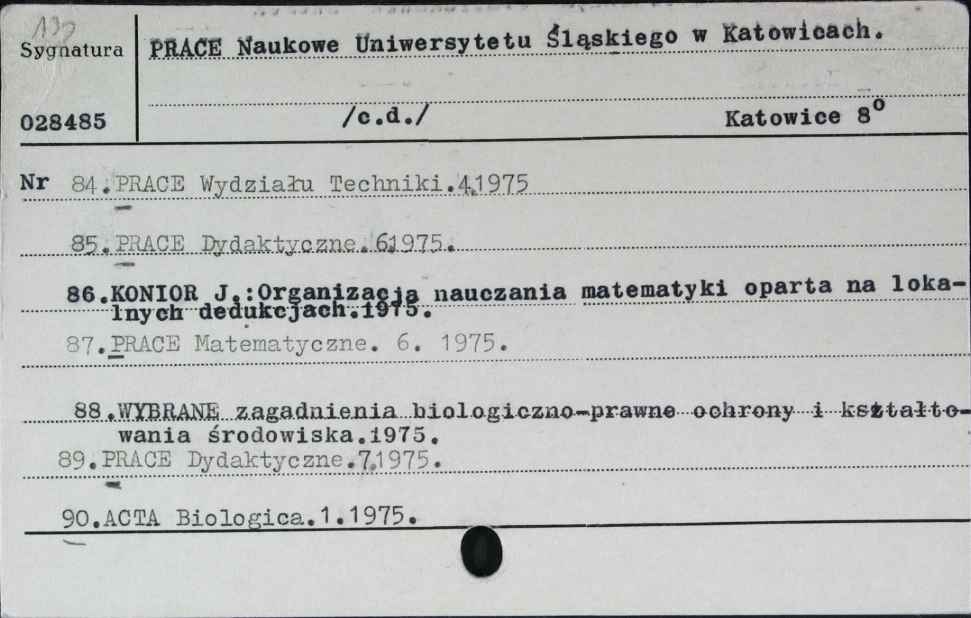 Sygnatura
PRACE Naukowe Uniwersytetu Śląskiego w Katowicach.
028485
/c.d./
Katowice 8o
Nr 84.PRACE Wydziału Techniki.4.1975
85.PRACE Dydaktyczne.6.1975.
86.KONIOR J.:Organizacja nauczania matematyki oparta na loka-
lnych dedukcjach.1975.
87.PRACE Matematyczne. 6. 1975.
88.WYBRANE zagadnienia biologiczno-prawne ochrony i kształto-
wania środowiska.1975.
89.PRACE Dydaktyczne.7.1975.
90.ACTA Biologica.1.1975.